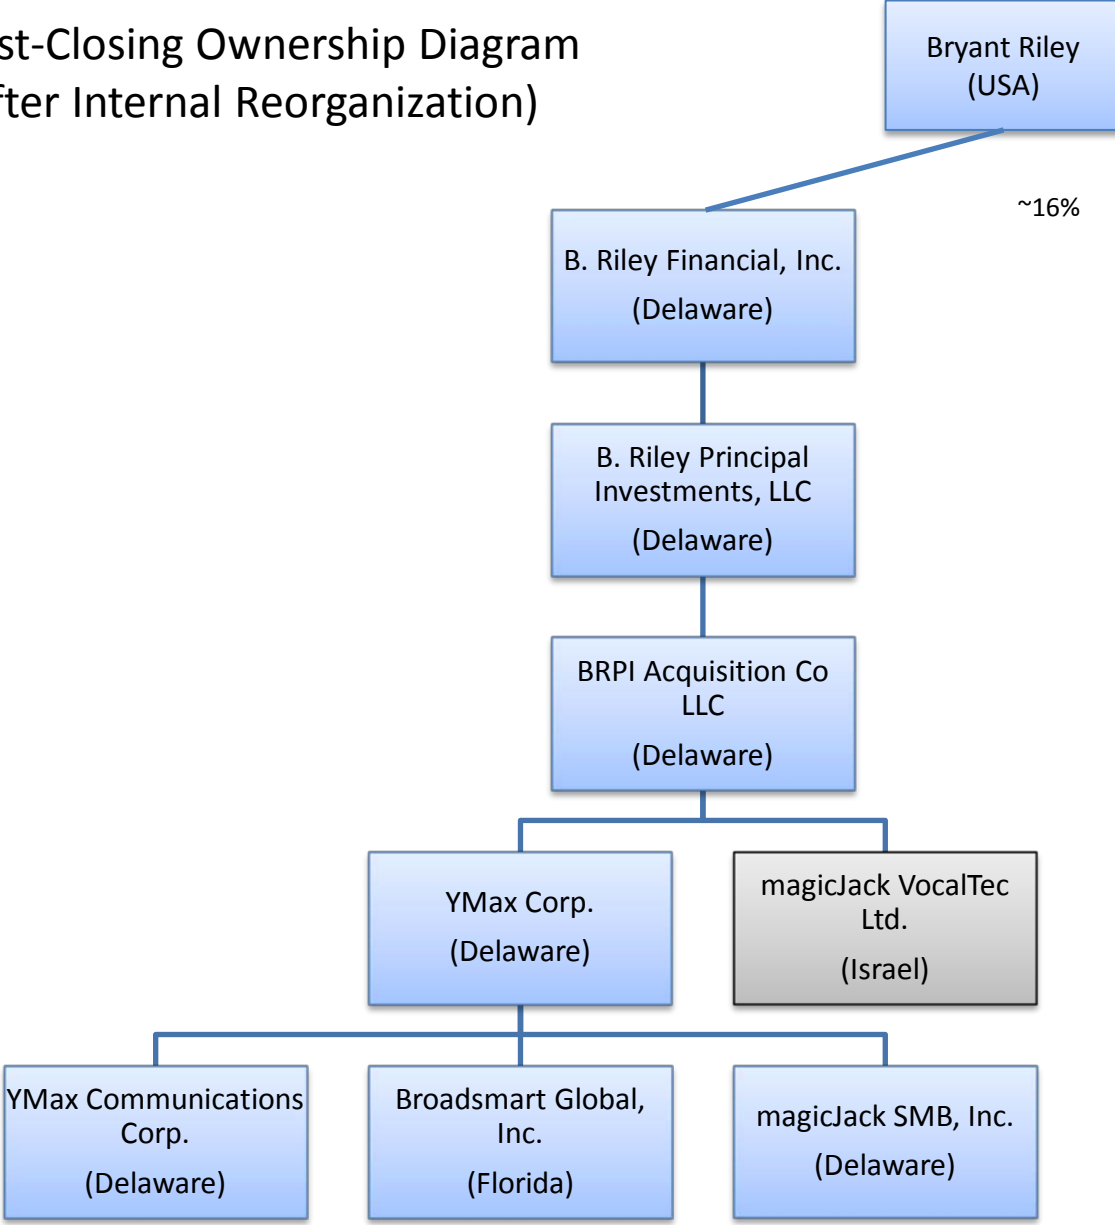 st-Closing Ownership Diagram
fter Internal Reorganization)
Bryant Riley
(USA)
~16%
B. Riley Financial, Inc.
(Delaware)
B. Riley Principal
Investments, LLC
(Delaware)
BRPI Acquisition Co
LLC
(Delaware)
YMax Corp.
(Delaware)
magicJack VocalTec
Ltd.
(Israel)
YMax Communications
Corp.
(Delaware)
Broadsmart Global,
Inc.
(Florida)
magicJack SMB, Inc.
(Delaware)